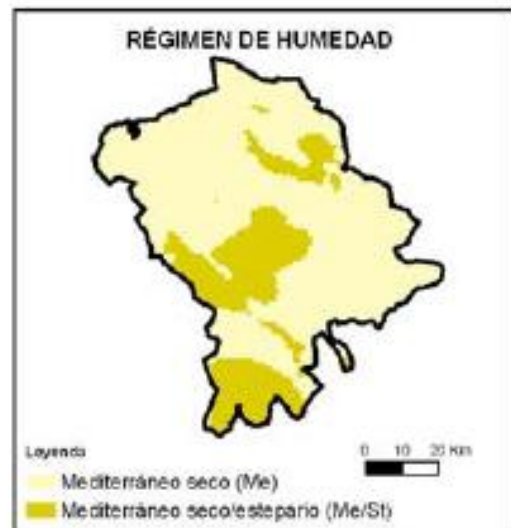 RÉGIMEN DE HUMEDAD
Leyenda
0 10 20 Km
Mediterráneo seco (Me)
Mediterráneo seco/estepario (Me/St)